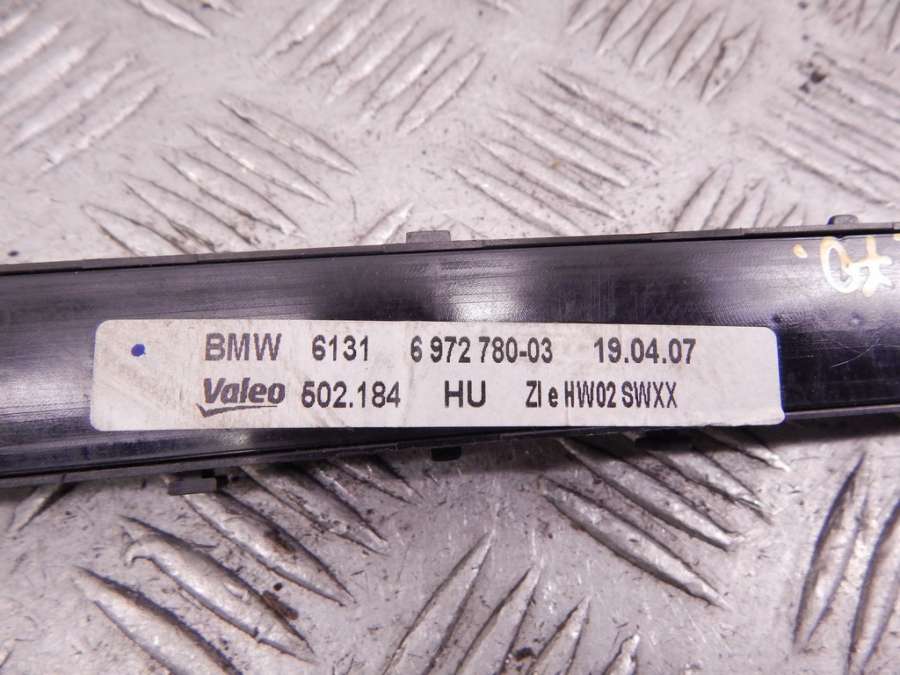 BMW 6131 6 972 780-03 19.04.07
Valeo 502.184 HU ZI e HW02 SWXX